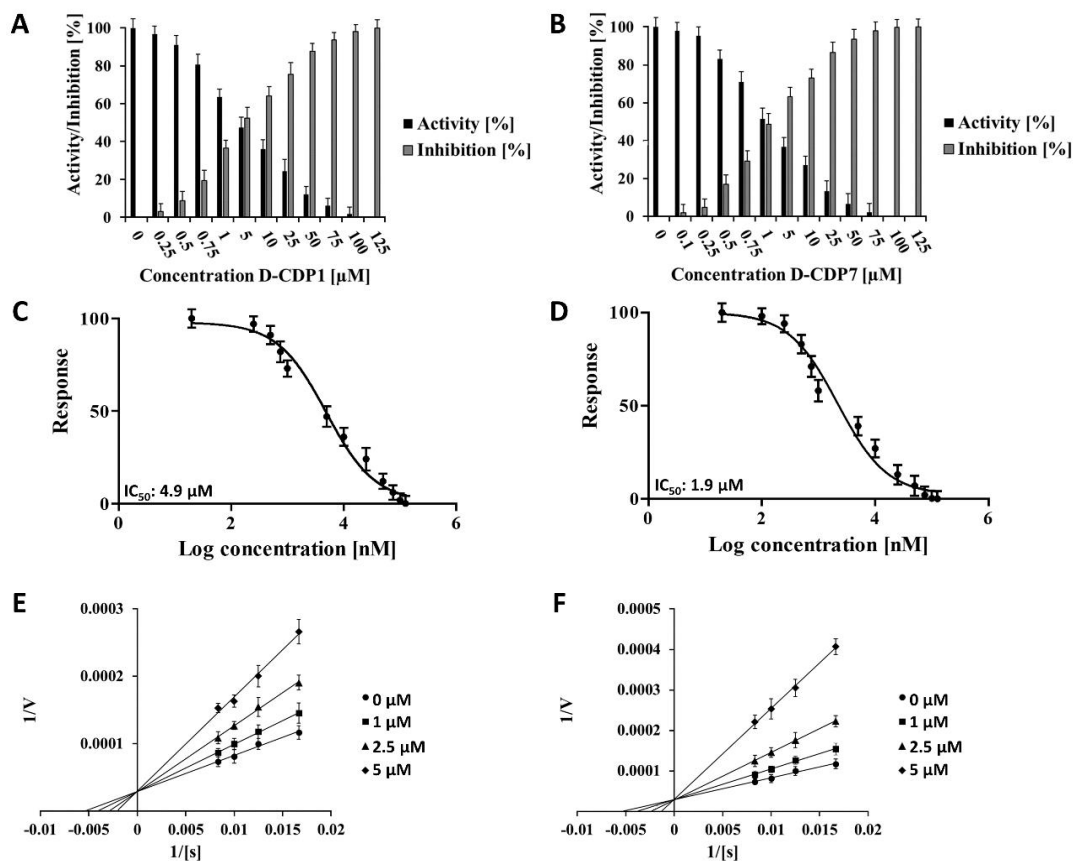 A
Activity/Inhibition [%]
100
80
60
40
20
0
0
0.25
0.5
0.75
1
5
10
25
50
75
100
125
Concentration D-CDP1 [µM]
Activity [%]
Inhibition [%]
B
Activity/Inhibition [%]
100
80
60
40
20
0
0
0.1
0.25
0.5
0.75
1
5
10
25
50
75
100
125
Concentration D-CDP7 [µM]
Activity [%]
Inhibition [%]
C
Response
100
50
0
IC50: 4.9 µM
0
2
4
6
Log concentration [nM]
D
Response
100
50
0
IC50: 1.9 µM
0
2
4
6
Log concentration [nM]
E
1/V
0.0003
0.0002
0.0001
-0.01
-0.005
0
0.005
0.01
0.015
0.02
1/[s]
0 µM
1 µM
2.5 µM
5 µM
F
1/V
0.0005
0.0004
0.0003
0.0002
0.0001
-0.01
-0.005
0
0.005
0.01
0.015
0.02
1/[s]
0 µM
1 µM
2.5 µM
5 µM